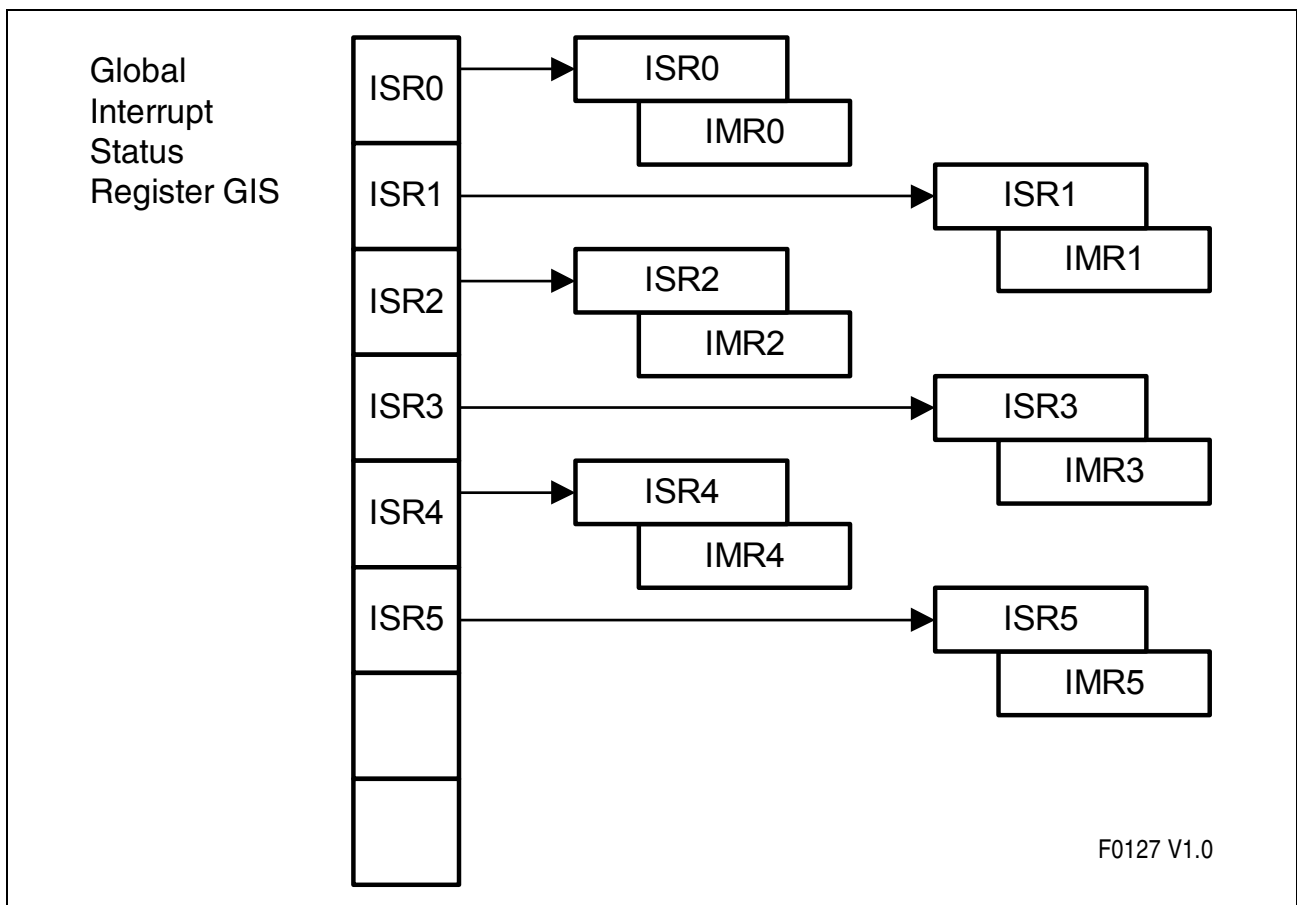 Global
Interrupt
Status
Register GIS
ISR0
ISR0
IMR0
ISR1
ISR1
IMR1
ISR2
ISR2
IMR2
ISR3
ISR3
IMR3
ISR4
ISR4
IMR4
ISR5
ISR5
IMR5
F0127 V1.0